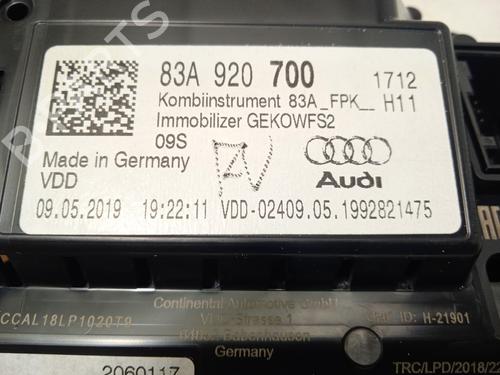 83A 920 700 1712
Kombiinstrument 83A_FPK__ H11
Immobilizer GEKOWFS2
09S
Made in Germany
VDD
Audi
09.05.2019 19:22:11 VDD-02409.05.1992821475
Continental Automotive GmbH
CCAL18LP1020T9
ID: H-21901
Germany
2060117
TRC/LPD/2018/2